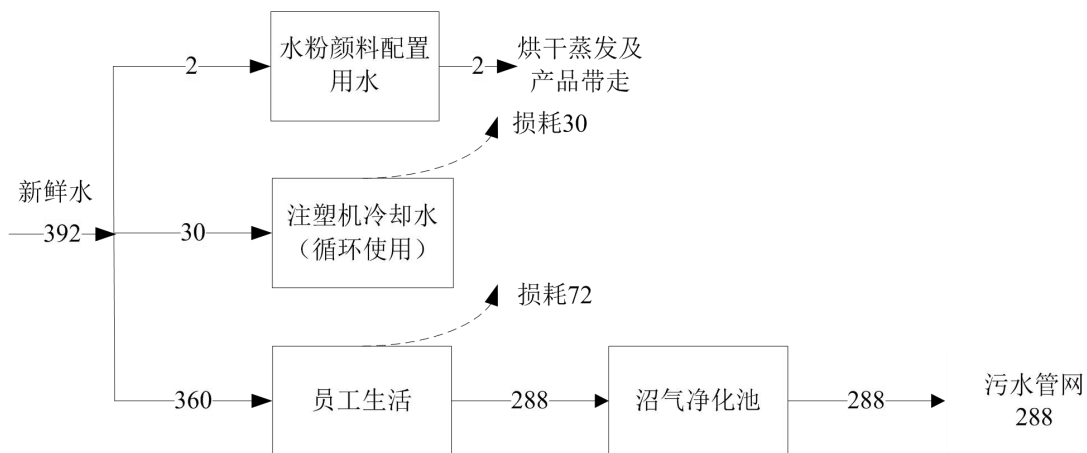 2
水粉颜料配置
用水
2
烘干蒸发及
产品带走
损耗30
新鲜水
392
30
注塑机冷却水
（循环使用）
损耗72
360
员工生活
288
沼气净化池
288
污水管网
288